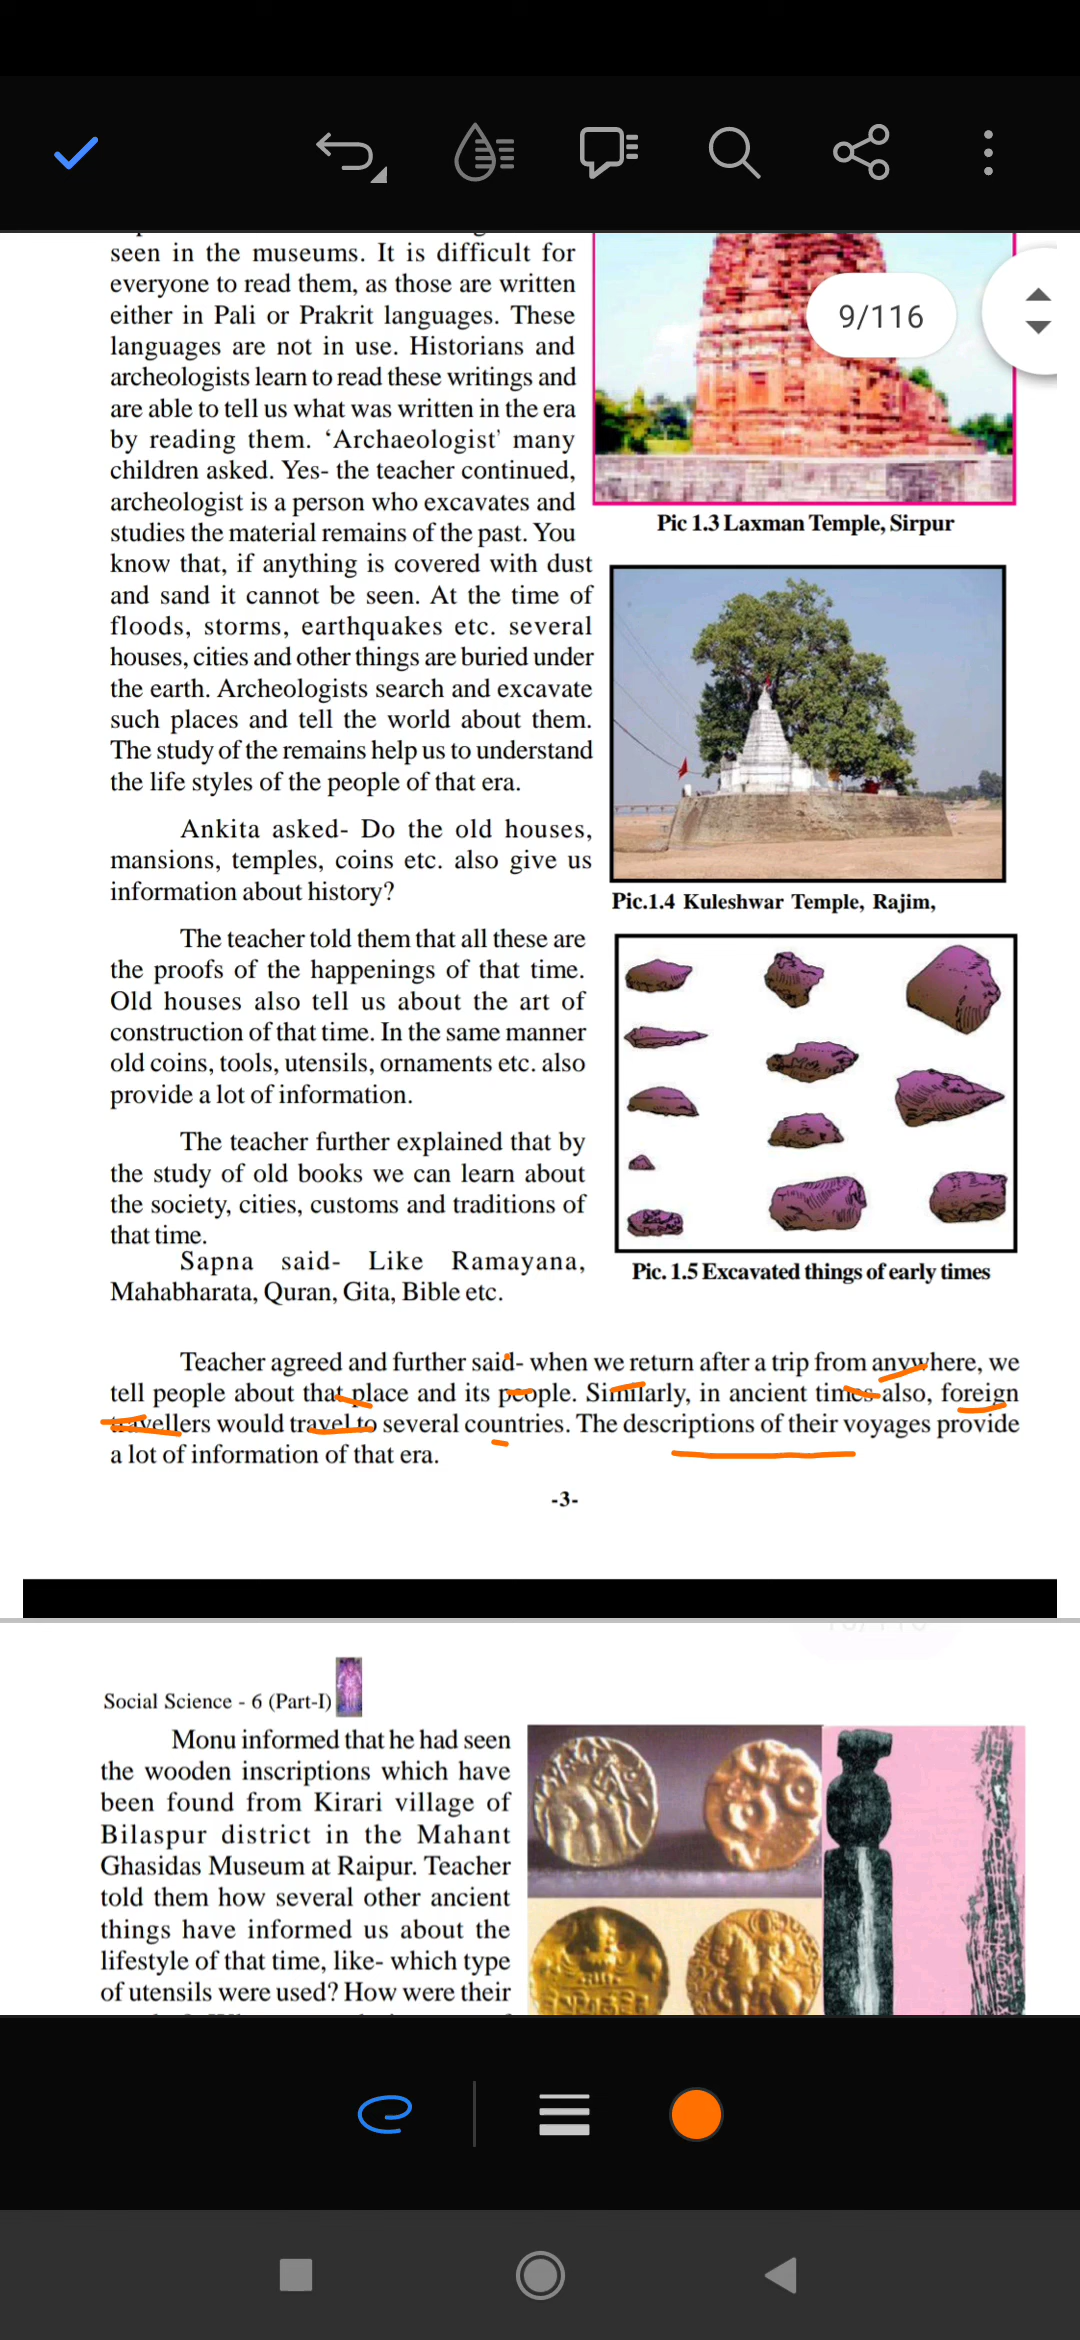 9/116
seen in the museums. It is difficult for
everyone to read them, as those are written
either in Pali or Prakrit languages. These
languages are not in use. Historians and
archeologists learn to read these writings and
are able to tell us what was written in the era
by reading them. ‘Archaeologist’ many
children asked. Yes- the teacher continued,
archeologist is a person who excavates and
studies the material remains of the past. You
know that, if anything is covered with dust
and sand it cannot be seen. At the time of
floods, storms, earthquakes etc. several
houses, cities and other things are buried under
the earth. Archeologists search and excavate
such places and tell the world about them.
The study of the remains help us to understand
the life styles of the people of that era.
Pic 1.3 Laxman Temple, Sirpur
Ankita asked- Do the old houses,
mansions, temples, coins etc. also give us
information about history?
Pic.1.4 Kuleshwar Temple, Rajim,
The teacher told them that all these are
the proofs of the happenings of that time.
Old houses also tell us about the art of
construction of that time. In the same manner
old coins, tools, utensils, ornaments etc. also
provide a lot of information.
The teacher further explained that by
the study of old books we can learn about
the society, cities, customs and traditions of
that time.
Sapna said- Like Ramayana,
Mahabharata, Quran, Gita, Bible etc.
Pic. 1.5 Excavated things of early times
Teacher agreed and further said- when we return after a trip from anywhere, we
tell people about that place and its people. Similarly, in ancient times also, foreign
travellers would travel to several countries. The descriptions of their voyages provide
a lot of information of that era.
-3-
Social Science - 6 (Part-I)
Monu informed that he had seen
the wooden inscriptions which have
been found from Kirari village of
Bilaspur district in the Mahant
Ghasidas Museum at Raipur. Teacher
told them how several other ancient
things have informed us about the
lifestyle of that time, like- which type
of utensils were used? How were their